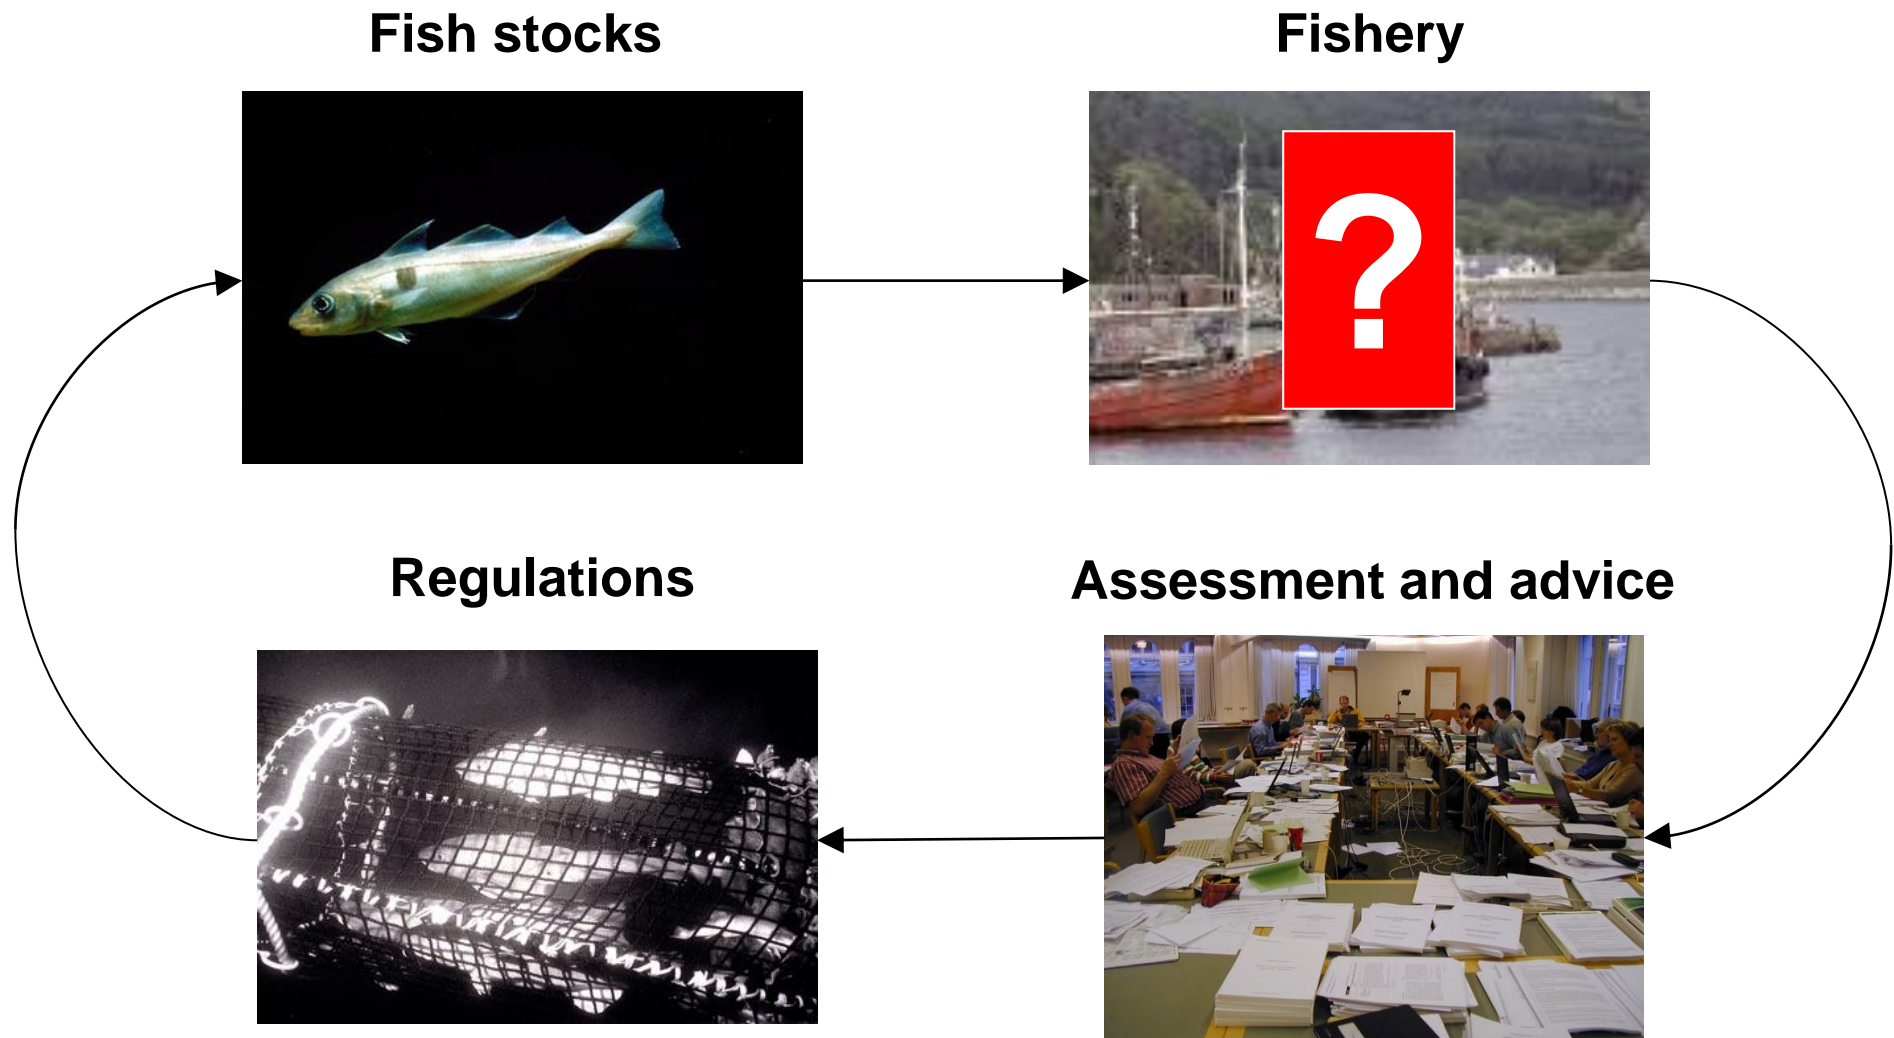 Fish stocks
Fishery
?
Regulations
Assessment and advice